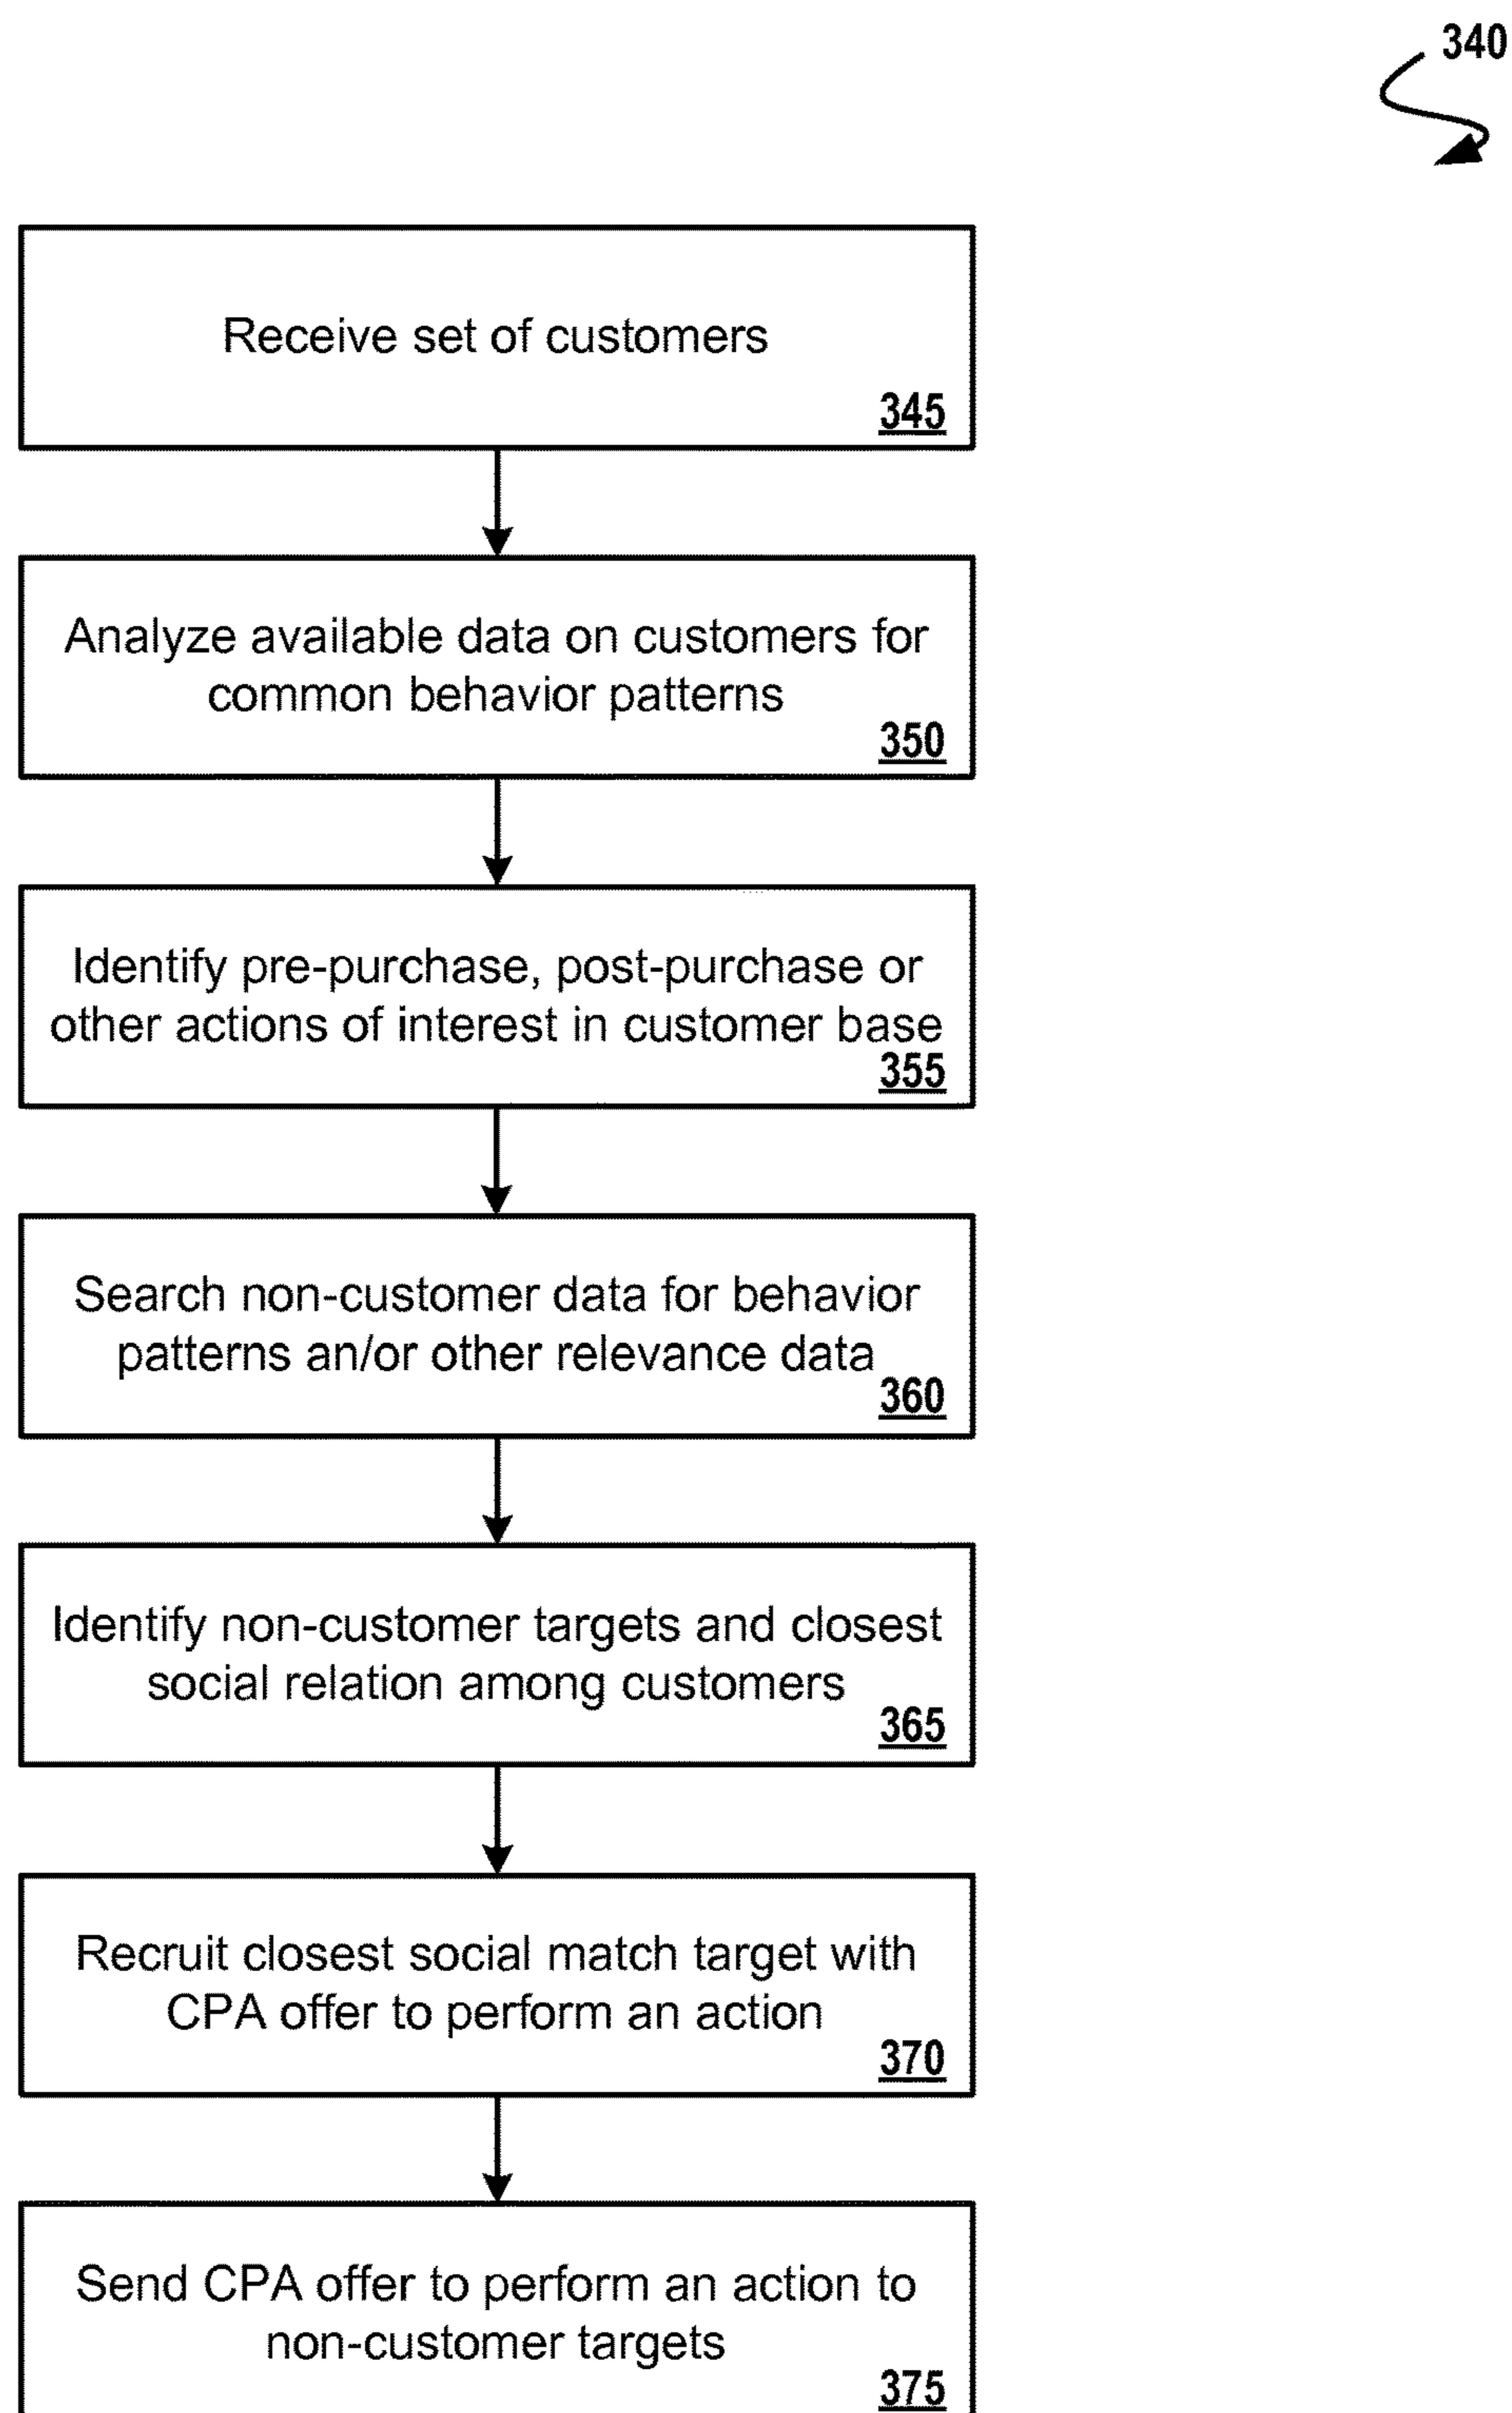 340
Receive set of customers
345
Analyze available data on customers for
common behavior patterns
350
Identify pre-purchase, post-purchase or
other actions of interest in customer base
355
Search non-customer data for behavior
patterns an/or other relevance data
360
Identify non-customer targets and closest
social relation among customers
365
Recruit closest social match target with
CPA offer to perform an action
370
Send CPA offer to perform an action to
non-customer targets
375